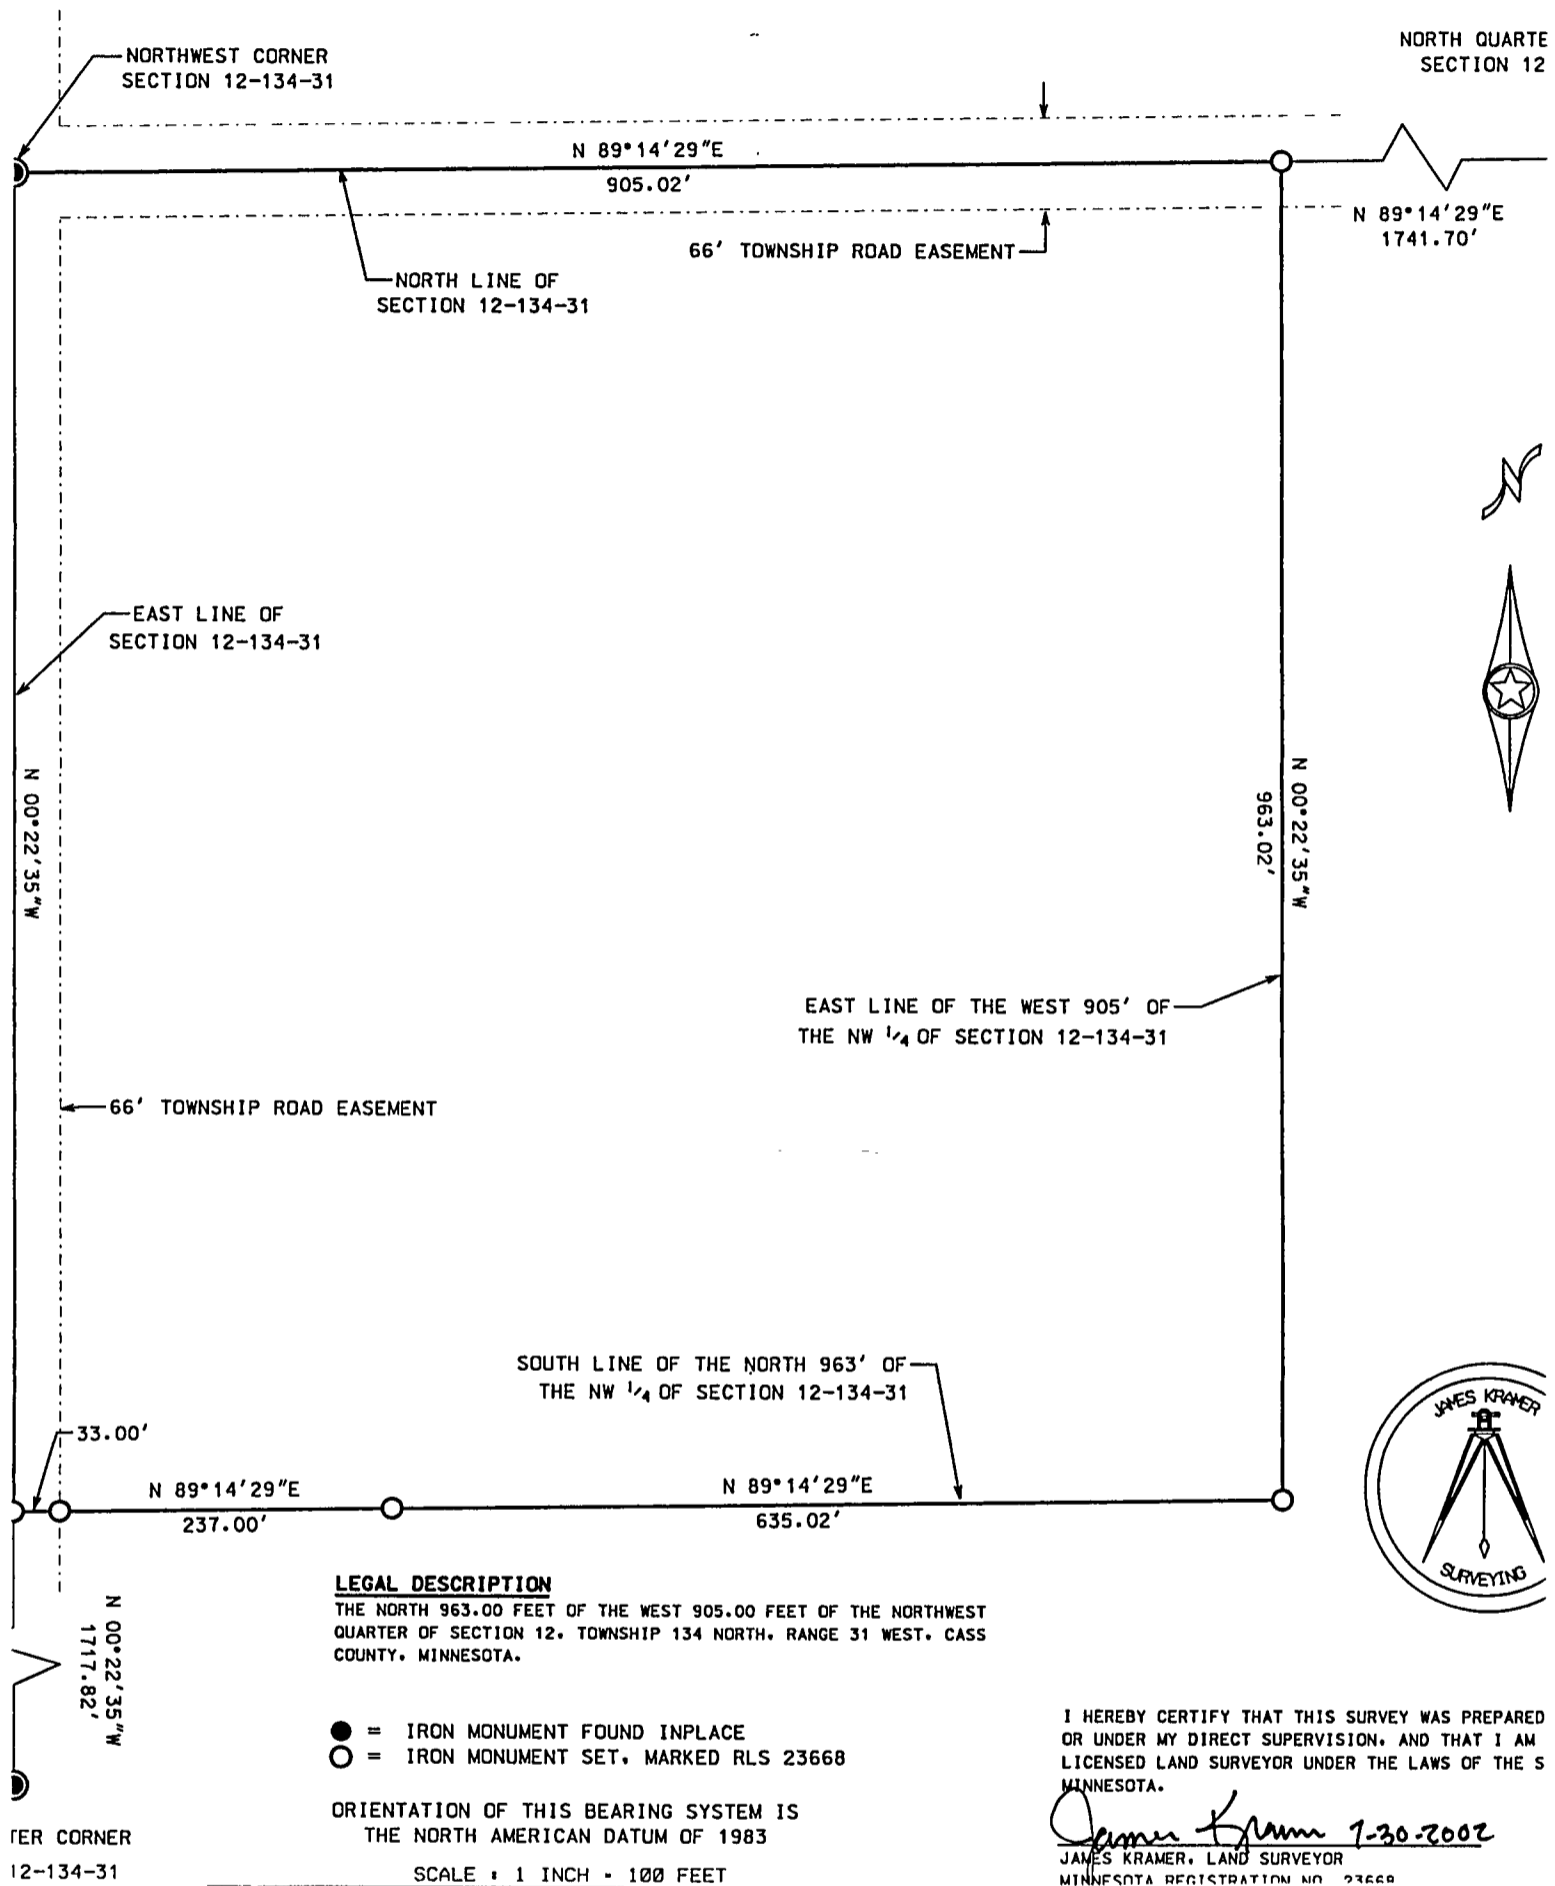 NORTHWEST CORNER
SECTION 12-134-31
NORTH QUARTE
SECTION 12
N 89°14'29"E
905.02'
N 89°14'29"E
1741.70'
66' TOWNSHIP ROAD EASEMENT
NORTH LINE OF
SECTION 12-134-31
N
EAST LINE OF
SECTION 12-134-31
N 00°22'35"W
N 00°22'35"W
963.02'
EAST LINE OF THE WEST 905' OF
THE NW 1/4 OF SECTION 12-134-31
66' TOWNSHIP ROAD EASEMENT
SOUTH LINE OF THE NORTH 963' OF
THE NW 1/4 OF SECTION 12-134-31
33.00'
N 89°14'29"E
237.00'
N 89°14'29"E
635.02'
JAMES KRAMER
SURVEYING
N 00°22'35"W
1717.82'
LEGAL DESCRIPTION
THE NORTH 963.00 FEET OF THE WEST 905.00 FEET OF THE NORTHWEST
QUARTER OF SECTION 12. TOWNSHIP 134 NORTH. RANGE 31 WEST. CASS
COUNTY. MINNESOTA.
= IRON MONUMENT FOUND INPLACE
= IRON MONUMENT SET. MARKED RLS 23668
ORIENTATION OF THIS BEARING SYSTEM IS
THE NORTH AMERICAN DATUM OF 1983
SCALE : 1 INCH - 100 FEET
TER CORNER
12-134-31
I HEREBY CERTIFY THAT THIS SURVEY WAS PREPARED
OR UNDER MY DIRECT SUPERVISION. AND THAT I AM
LICENSED LAND SURVEYOR UNDER THE LAWS OF THE S
MINNESOTA.
James Kramer 7-30-2002
JAMES KRAMER. LAND SURVEYOR
MINNESOTA REGISTRATION NO. 23668